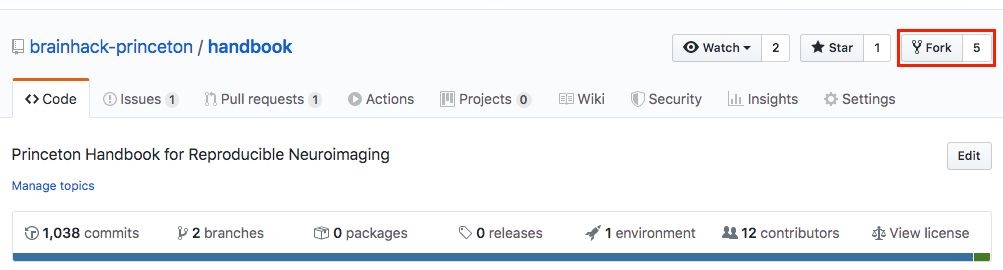 brainhack-princeton / handbook Watch 2 Star 1 Fork 5
Code Issues 1 Pull requests 1 Actions Projects 0 Wiki Security Insights Settings
Princeton Handbook for Reproducible Neuroimaging Edit
Manage topics
1,038 commits 2 branches 0 packages 0 releases 1 environment 12 contributors View license